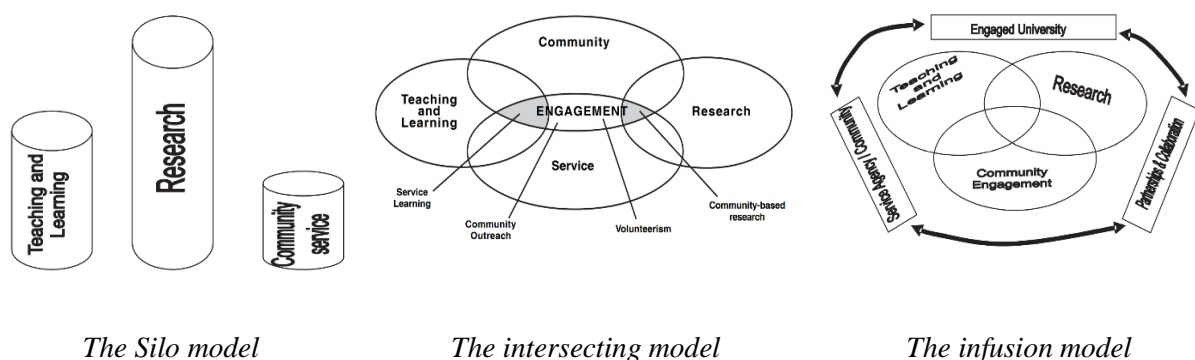 Teaching and
Learning
Research
Community
service
The Silo model
Community
Teaching
and
Learning
ENGAGEMENT
Research
Service
Service
Learning
Community
Outreach
Volunteerism
Community-based
research
The intersecting model
Engaged University
Teaching
and
Learning
Research
Community
Engagement
Service Agency / Community
Partnerships & Collaboration
The infusion model